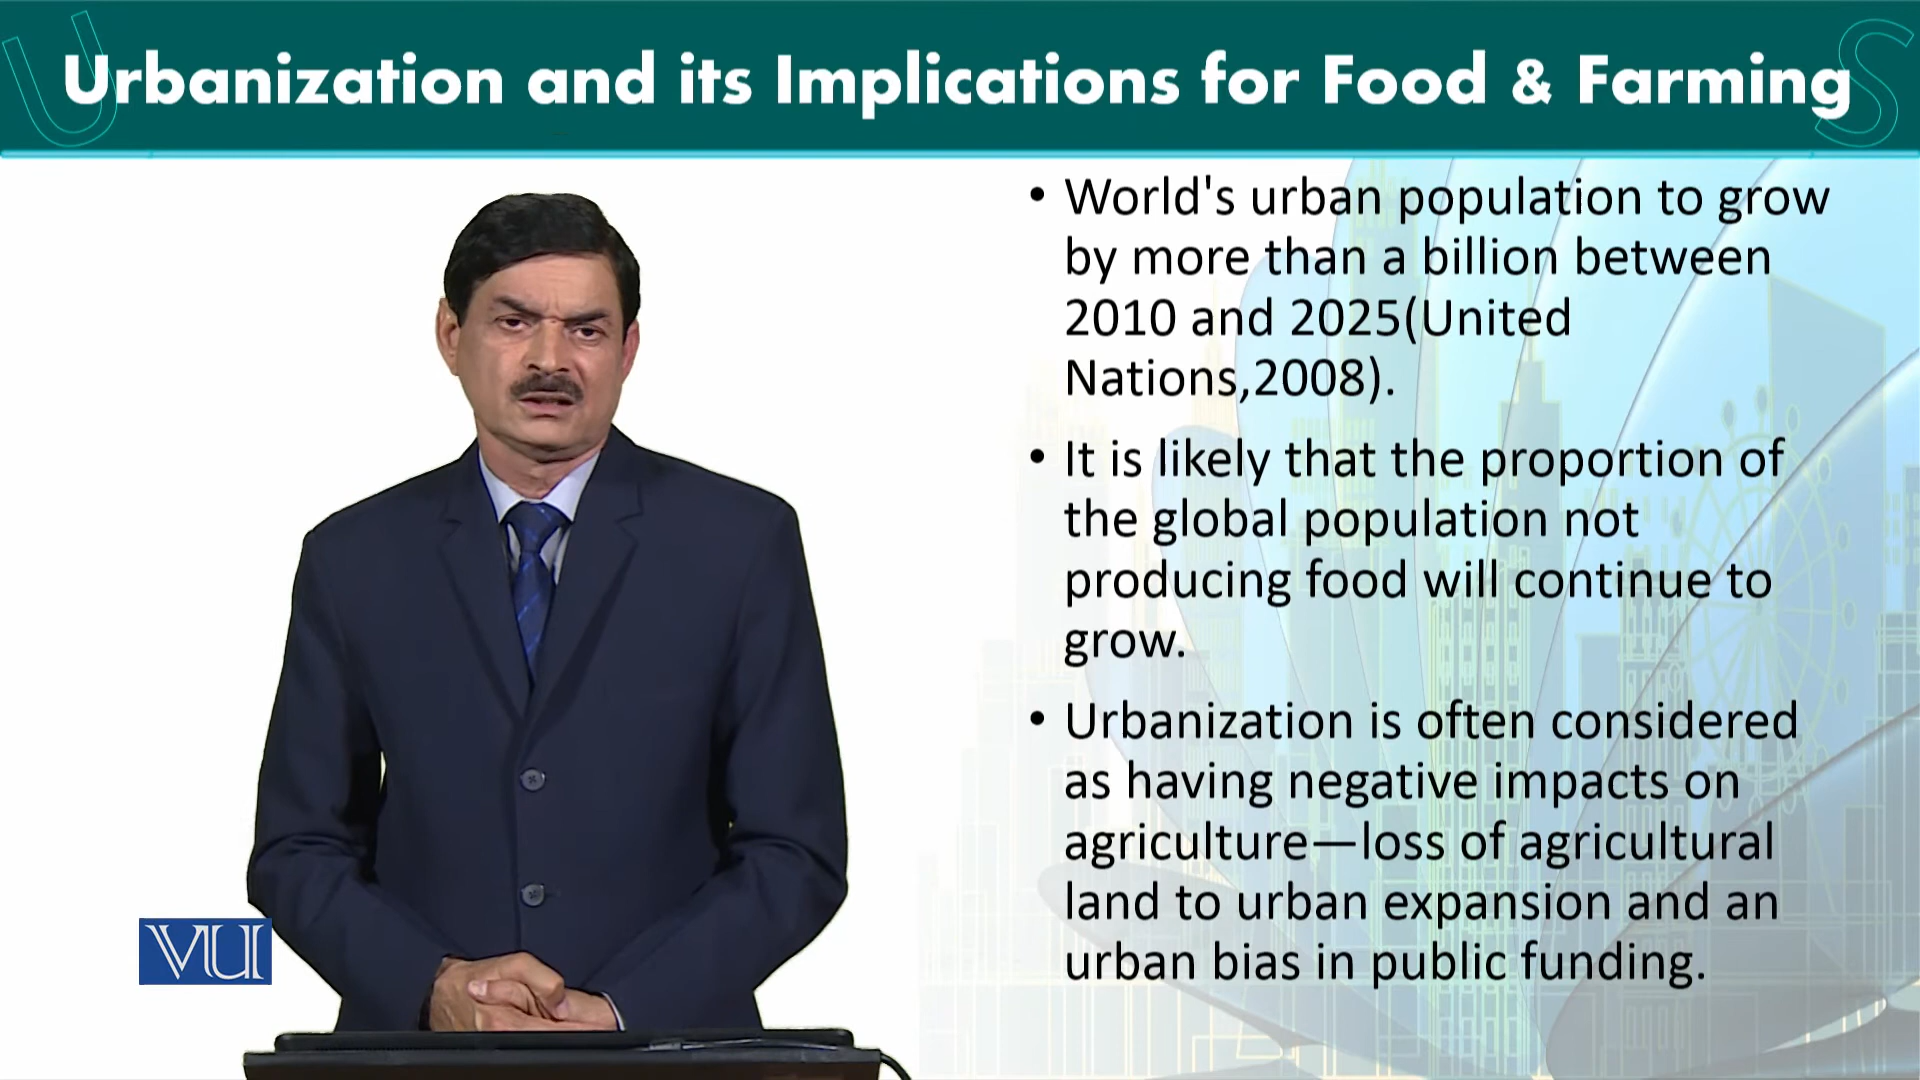 Urbanization and its Implications for Food & Farming
U
S
• World's urban population to grow
by more than a billion between
2010 and 2025(United
Nations,2008).
• It is likely that the proportion of
the global population not
producing food will continue to
grow.
• Urbanization is often considered
as having negative impacts on
agriculture—loss of agricultural
land to urban expansion and an
urban bias in public funding.
VU